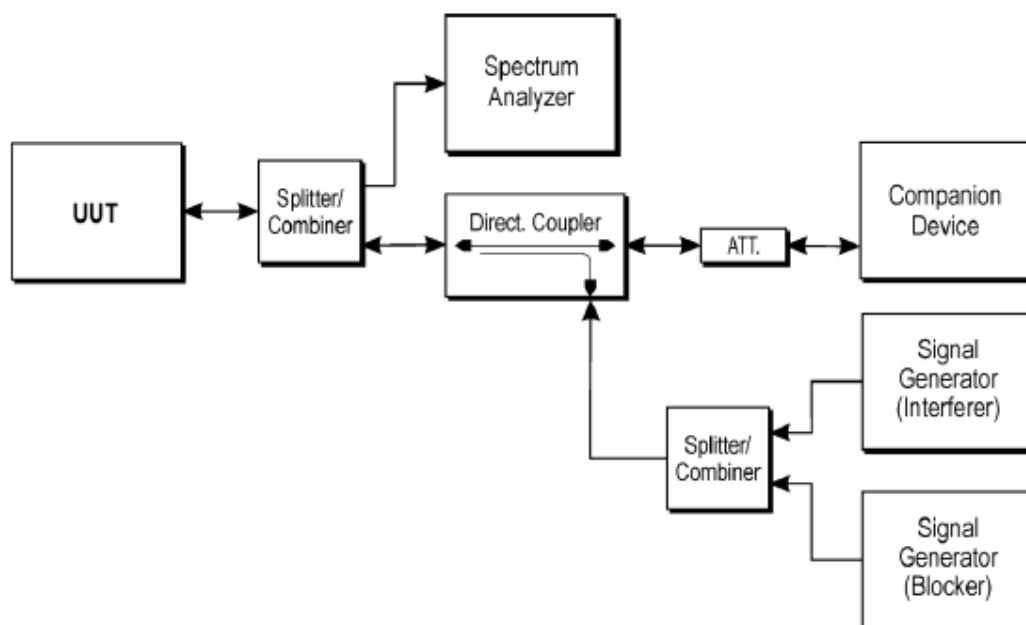 Spectrum
Analyzer
UUT
Splitter/
Combiner
Direct. Coupler
ATT.
Companion
Device
Signal
Generator
(Interferer)
Splitter/
Combiner
Signal
Generator
(Blocker)